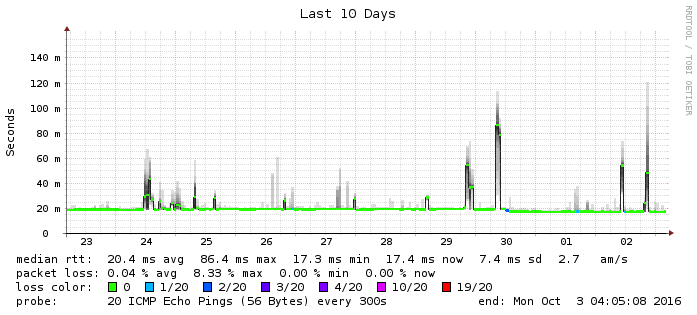 Last 10 Days
RRDTOOL / TOBI OETIKER
Seconds
140 m
120 m
100 m
80 m
60 m
40 m
20 m
0
23 24 25 26 27 28 29 30 01 02
median rtt: 20.4 ms avg 86.4 ms max 17.3 ms min 17.4 ms now 7.4 ms sd 2.7 am/s
packet loss: 0.04 % avg 8.33 % max 0.00 % min 0.00 % now
loss color: 0 1/20 2/20 3/20 4/20 10/20 19/20
probe: 20 ICMP Echo Pings (56 Bytes) every 300s end: Mon Oct 3 04:05:08 2016